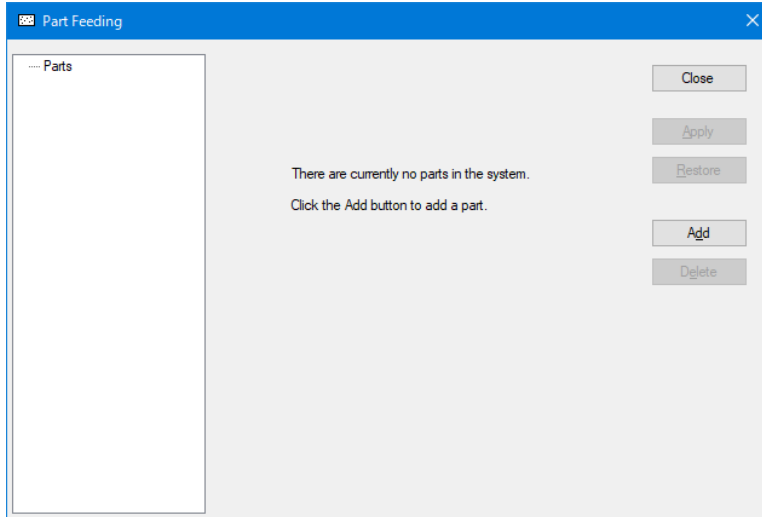 Part Feeding
Parts
Close
Apply
There are currently no parts in the system.
Restore
Click the Add button to add a part.
Add
Delete